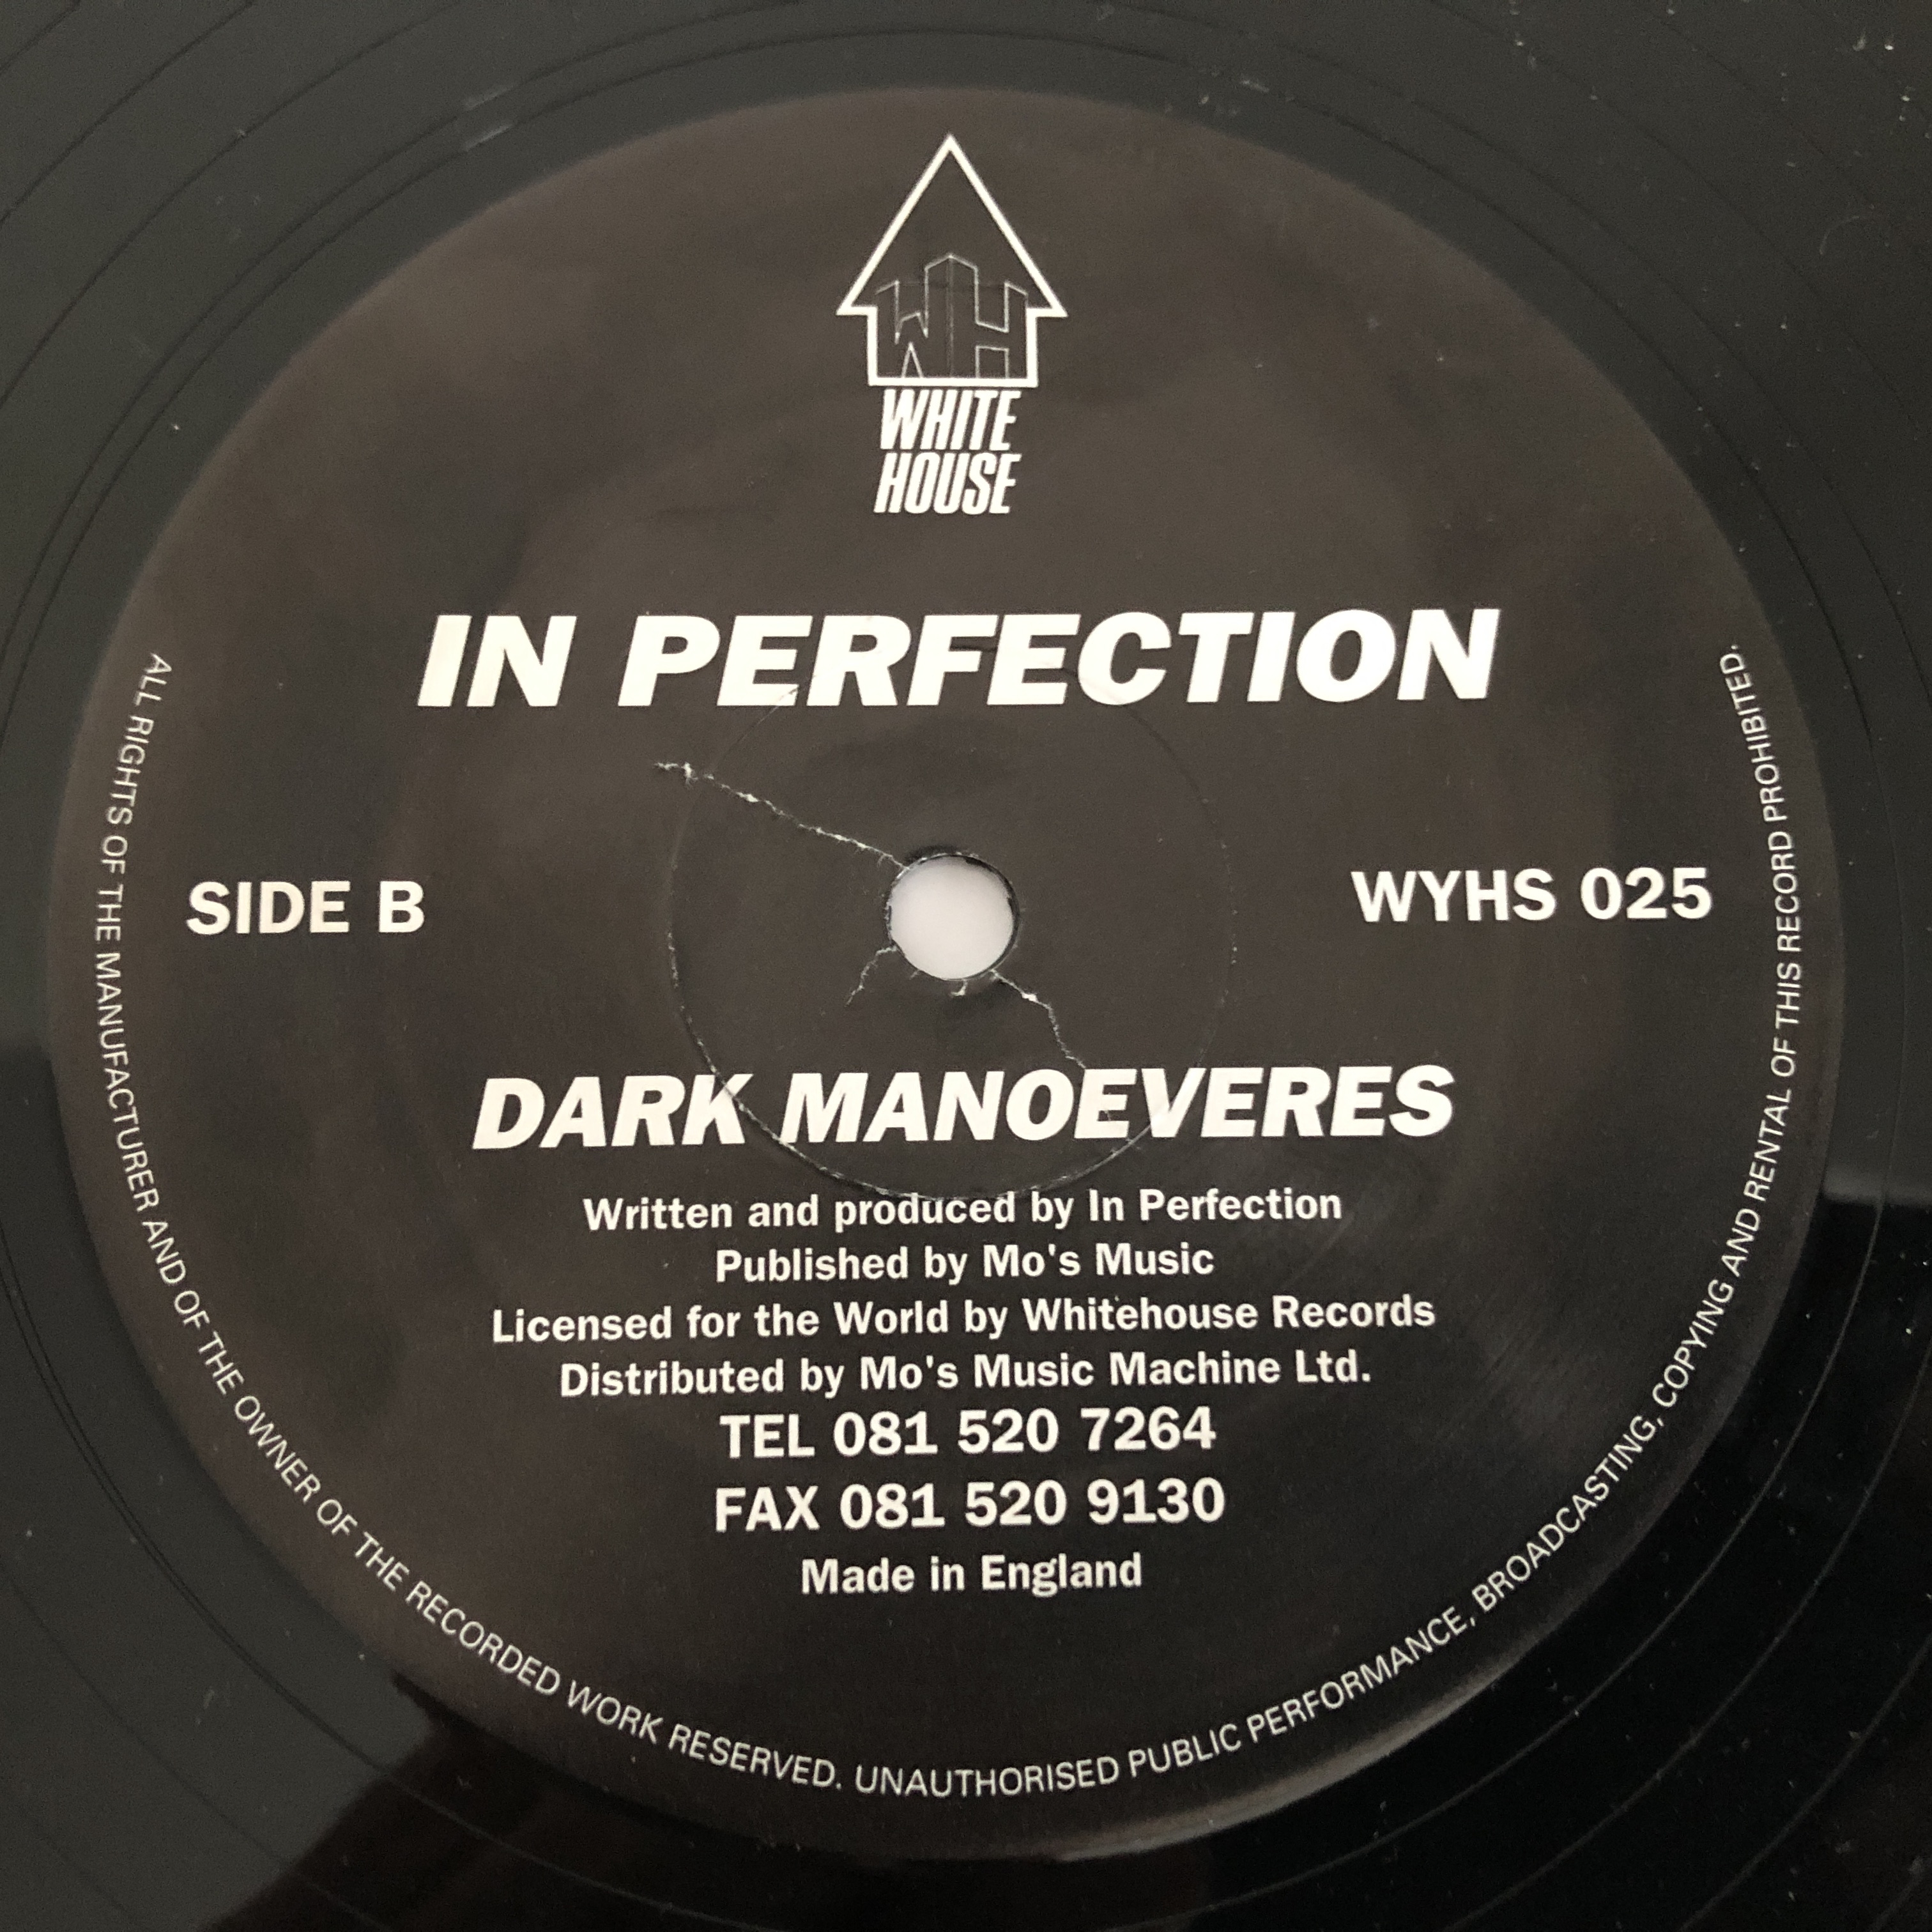 WH
WHITE
HOUSE
IN PERFECTION
SIDE B
WYHS 025
DARK MANOEVERES
Written and produced by In Perfection
Published by Mo's Music
Licensed for the World by Whitehouse Records
Distributed by Mo's Music Machine Ltd.
TEL 081 520 7264
FAX 081 520 9130
Made in England
ALL RIGHTS OF THE MANUFACTURER AND OF THE OWNER OF THE RECORDED WORK RESERVED. UNAUTHORISED PUBLIC PERFORMANCE, BROADCASTING, COPYING AND RENTAL OF THIS RECORD PROHIBITED.